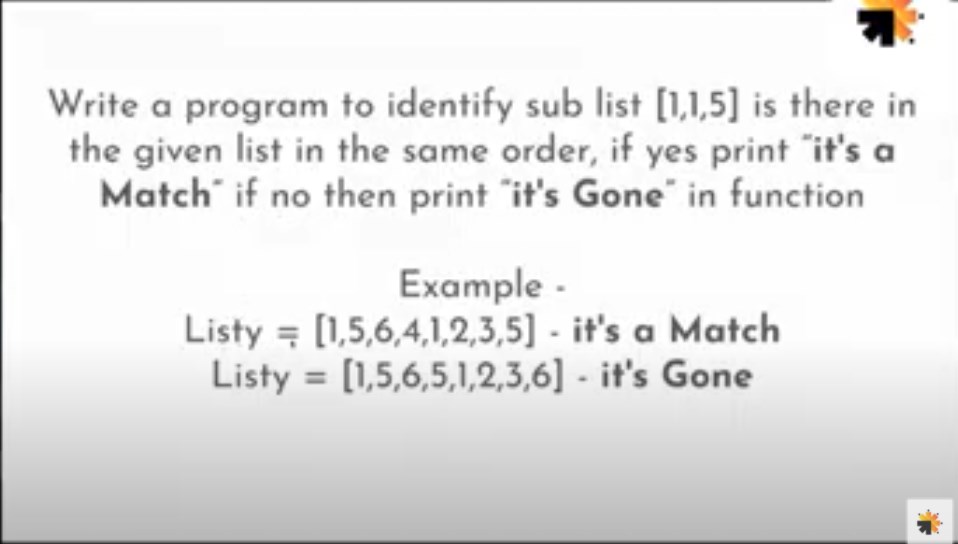 Write a program to identify sub list [1,1,5] is there in
the given list in the same order, if yes print "it's a
Match" if no then print "it's Gone" in function
Example -
Listy = [1,5,6,4,1,2,3,5] - it's a Match
Listy = [1,5,6,5,1,2,3,6] - it's Gone